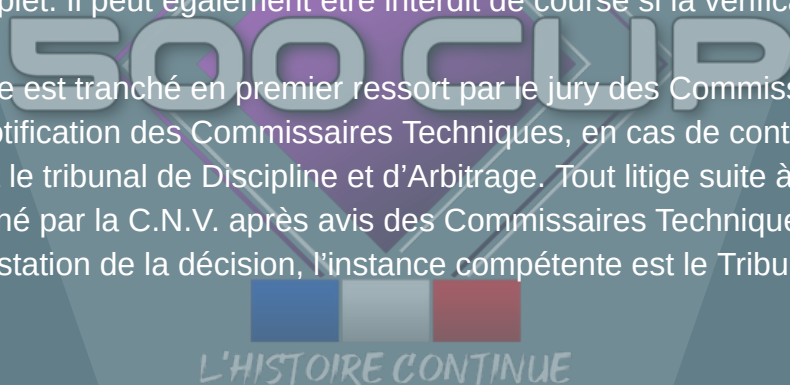 plet. Il peut également être interdit de course si la vérifica
500 CUP
e est tranché en premier ressort par le jury des Commiss
otification des Commissaires Techniques, en cas de cont
le tribunal de Discipline et d’Arbitrage. Tout litige suite à
né par la C.N.V. après avis des Commissaires Technique
station de la décision, l’instance compétente est le Tribu
L'HISTOIRE CONTINUE